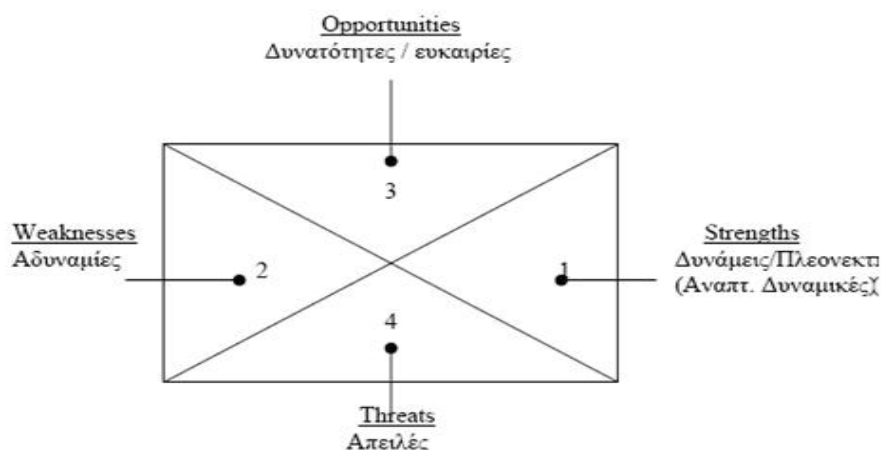 Opportunities
Δυνατότητες / ευκαιρίες
3
Weaknesses
Αδυναμίες
2
Strengths
Δυνάμεις/Πλεονεκτ
(Αναπτ. Δυναμικές)
1
4
Threats
Απειλές